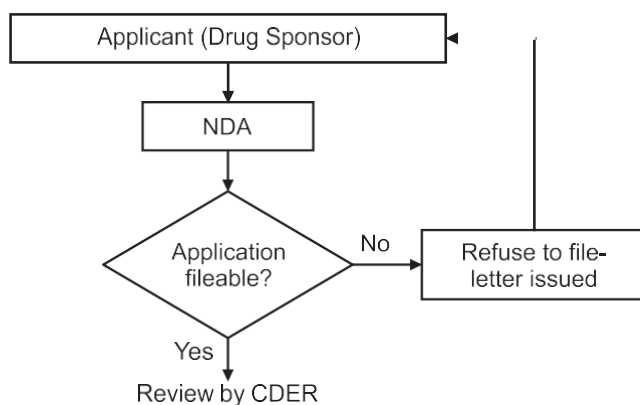 Applicant (Drug Sponsor)
NDA
Application
fileable?
No
Refuse to file-
letter issued
Yes
Review by CDER